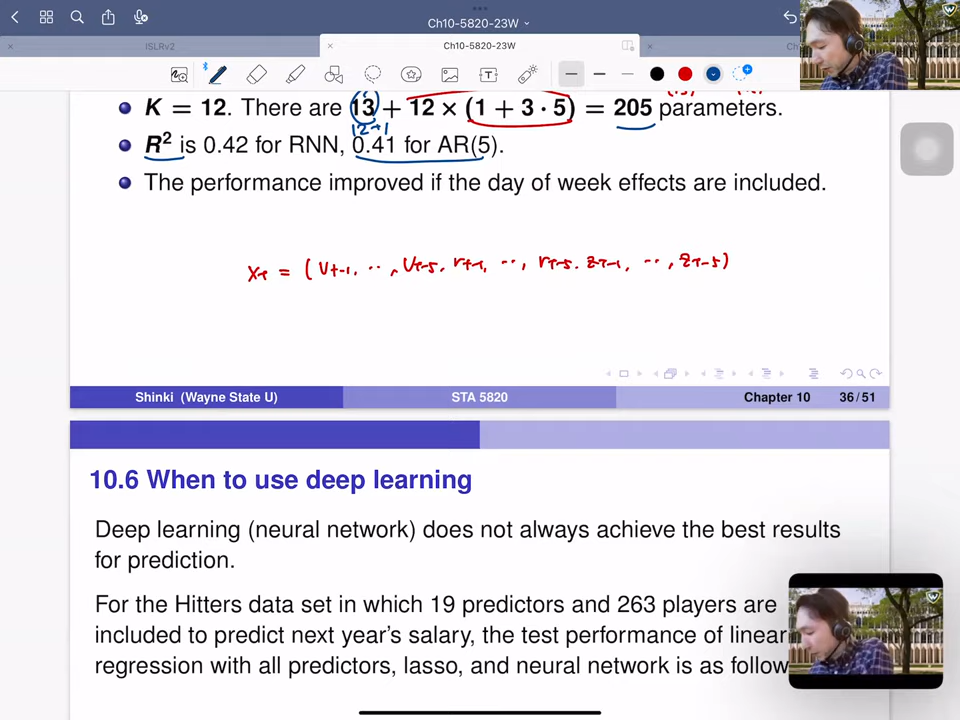 Ch10-5820-23W
ISLRv2
Ch10-5820-23W
K = 12. There are 13 + 12 × (1 + 3 · 5) = 205 parameters.
12+1
R² is 0.42 for RNN, 0.41 for AR(5).
The performance improved if the day of week effects are included.
Xt = (Vt-1, ··, Vt-5, rt-1, ··, rt-5, zt-1, ··, zt-5)
Shinki (Wayne State U) STA 5820 Chapter 10 36/51
10.6 When to use deep learning
Deep learning (neural network) does not always achieve the best results
for prediction.
For the Hitters data set in which 19 predictors and 263 players are
included to predict next year's salary, the test performance of linear
regression with all predictors, lasso, and neural network is as follow